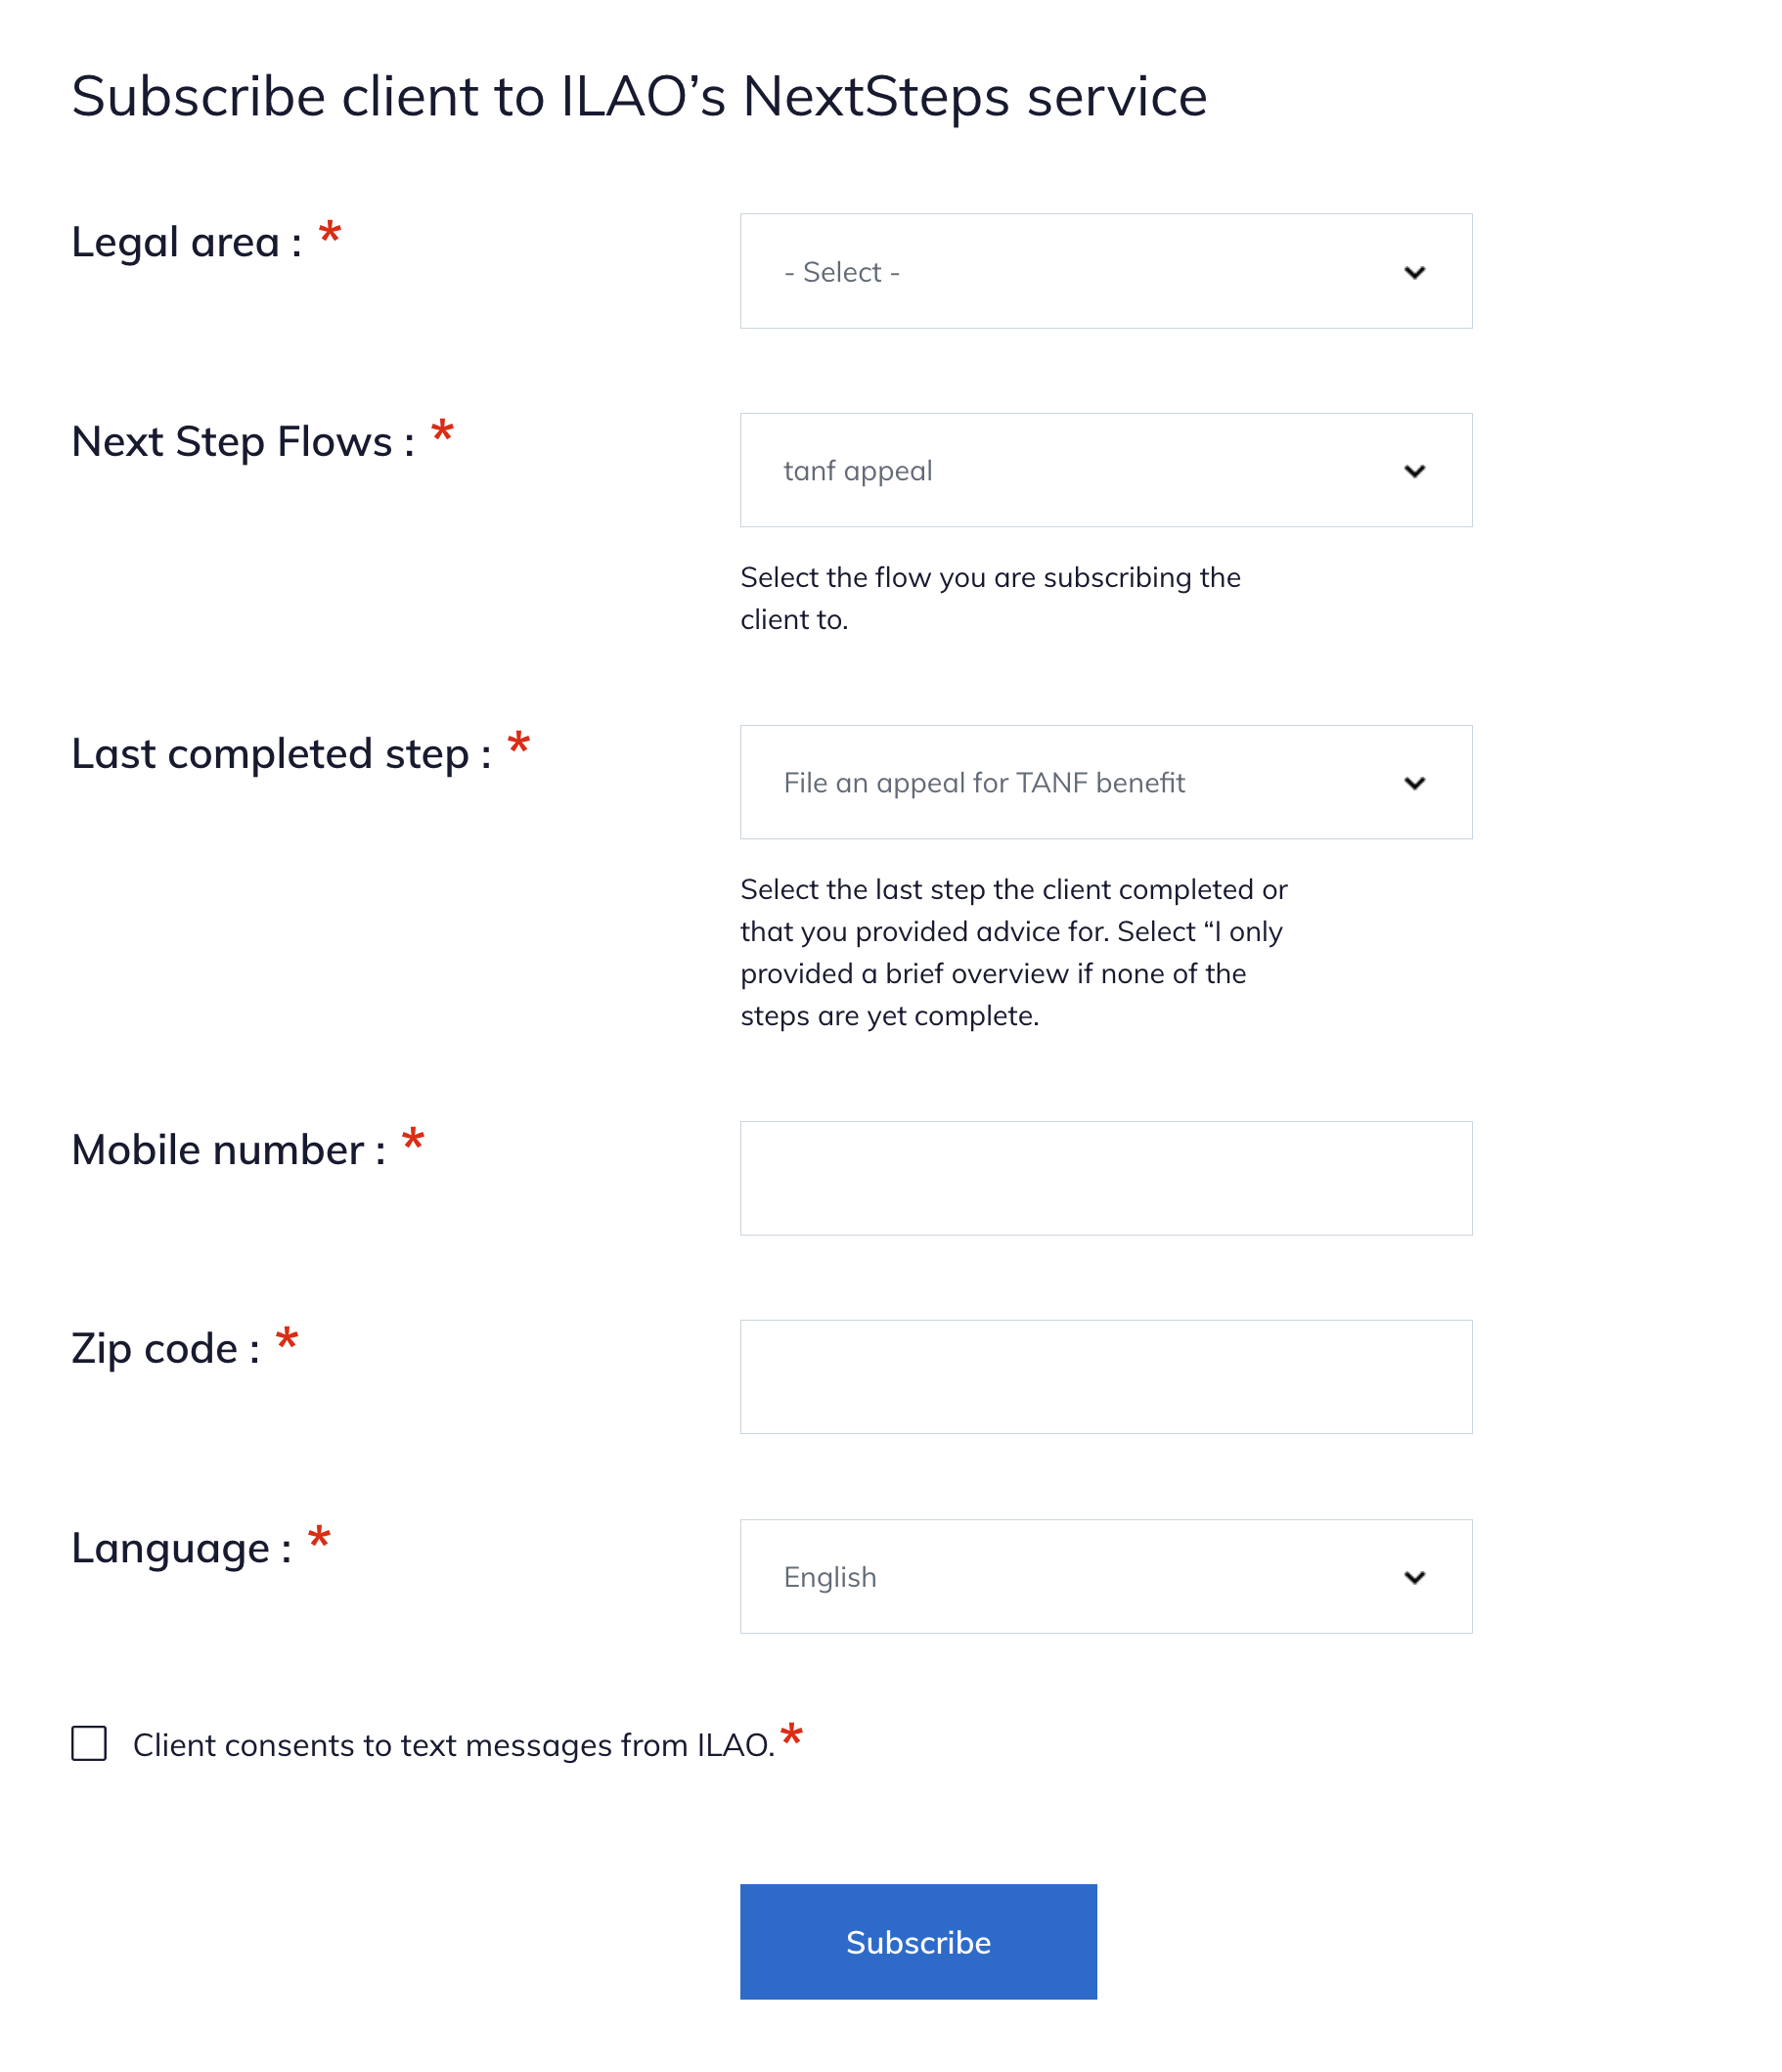 Subscribe client to ILAO’s NextSteps service
Legal area : *
- Select -
Next Step Flows : *
tanf appeal
Select the flow you are subscribing the
client to.
Last completed step : *
File an appeal for TANF benefit
Select the last step the client completed or
that you provided advice for. Select “I only
provided a brief overview if none of the
steps are yet complete.
Mobile number : *
Zip code : *
Language : *
English
Client consents to text messages from ILAO.*
Subscribe